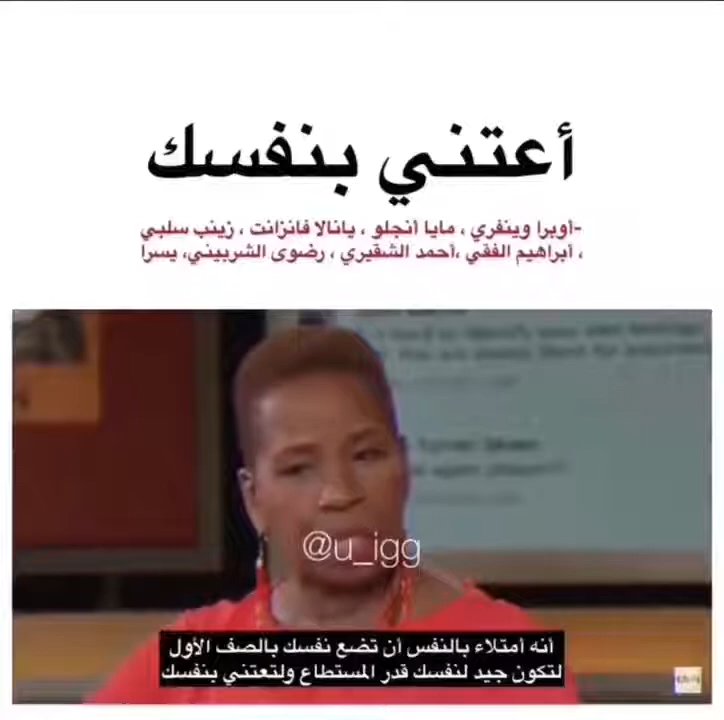 أعتني بنفسك
-أوبرا وينفري ، مايا أنجلو ، يانالا فانزانت ، زينب سلبي
، أبراهيم الفقي ،أحمد الشقيري ، رضوى الشربيني، يسرا
@u_igg
أنه أمتلاء بالنفس أن تضع نفسك بالصف الأول
لتكون جيد لنفسك قدر المستطاع ولتعتني بنفسك